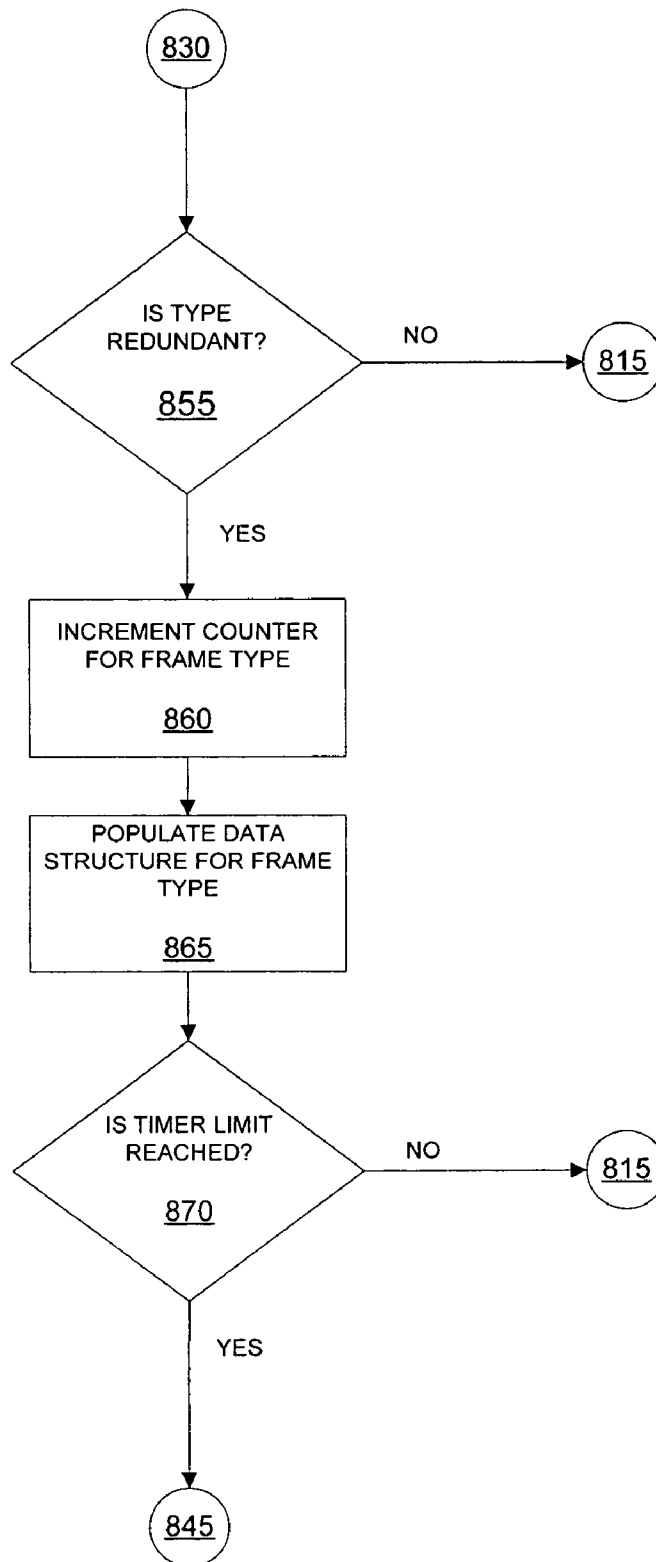 830
IS TYPE
REDUNDANT?
855
NO
815
YES
INCREMENT COUNTER
FOR FRAME TYPE
860
POPULATE DATA
STRUCTURE FOR FRAME
TYPE
865
IS TIMER LIMIT
REACHED?
870
NO
815
YES
845